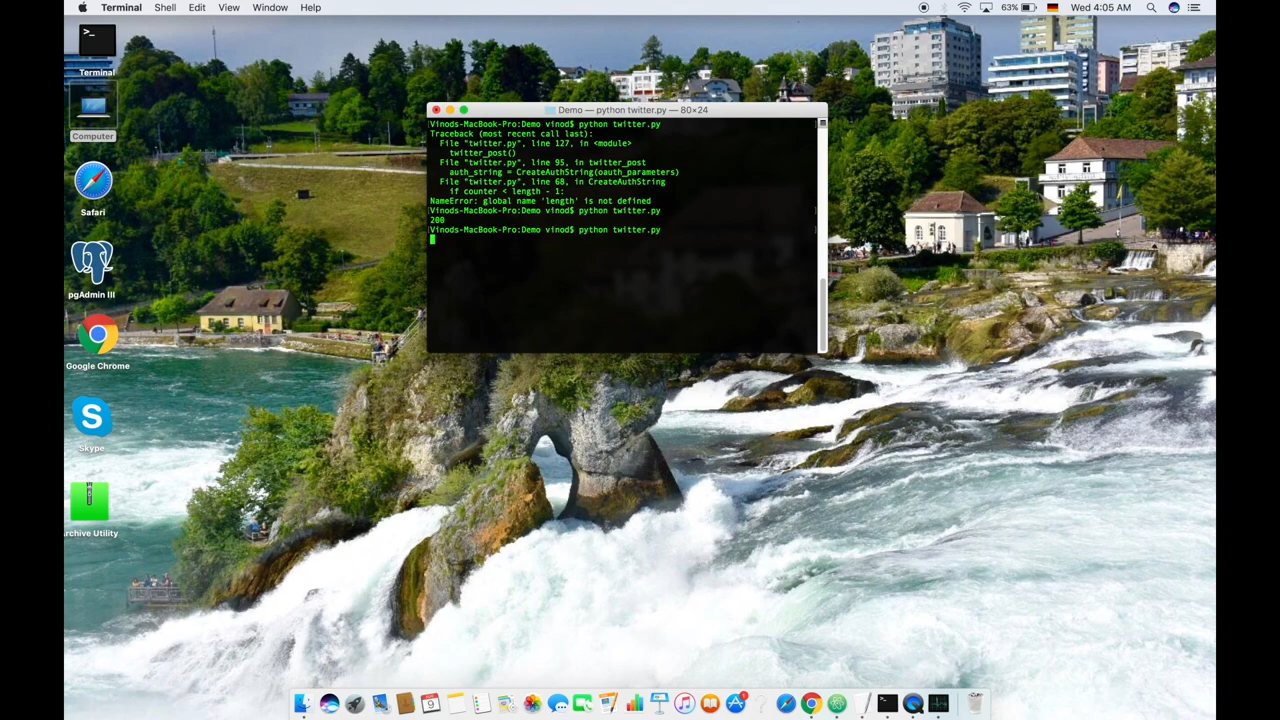 Terminal Shell Edit View Window Help 63% Wed 4:05 AM
>_
Terminal
Computer
Safari
pgAdmin III
Google Chrome
Skype
Archive Utility
Demo — python twitter.py — 80×24
Vinods-MacBook-Pro:Demo vinod$ python twitter.py
Traceback (most recent call last):
File "twitter.py", line 127, in <module>
twitter_post()
File "twitter.py", line 95, in twitter_post
auth_string = CreateAuthString(oauth_parameters)
File "twitter.py", line 68, in CreateAuthString
if counter < length - 1:
NameError: global name 'length' is not defined
Vinods-MacBook-Pro:Demo vinod$ python twitter.py
200
Vinods-MacBook-Pro:Demo vinod$ python twitter.py
9